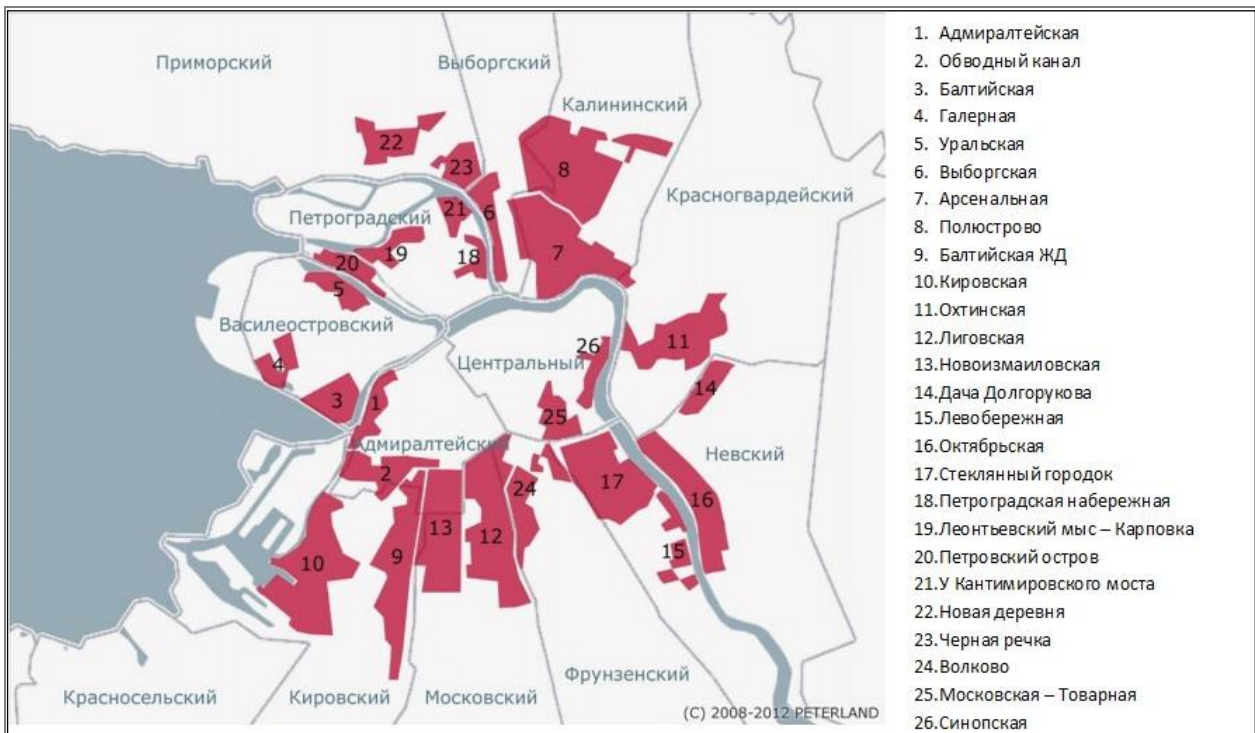 Приморский
Выборгский
Калининский
Красногвардейский
Петроградский
Василеостровский
Центральный
Адмиралтейский
Невский
Фрунзенский
Красносельский
Кировский
Московский
22
23
8
21
6
19
18
7
20
5
26
11
4
3
1
14
25
2
17
24
16
13
12
15
9
10
(C) 2008-2012 PETERLAND
1. Адмиралтейская
2. Обводный канал
3. Балтийская
4. Галерная
5. Уральская
6. Выборгская
7. Арсенальная
8. Полюстрово
9. Балтийская ЖД
10.Кировская
11.Охтинская
12.Лиговская
13.Новоизмаиловская
14.Дача Долгорукова
15.Левобережная
16.Октябрьская
17.Стеклянный городок
18.Петроградская набережная
19.Леонтьевский мыс – Карповка
20.Петровский остров
21.У Кантимировского моста
22.Новая деревня
23.Черная речка
24.Волково
25.Московская – Товарная
26.Синопская